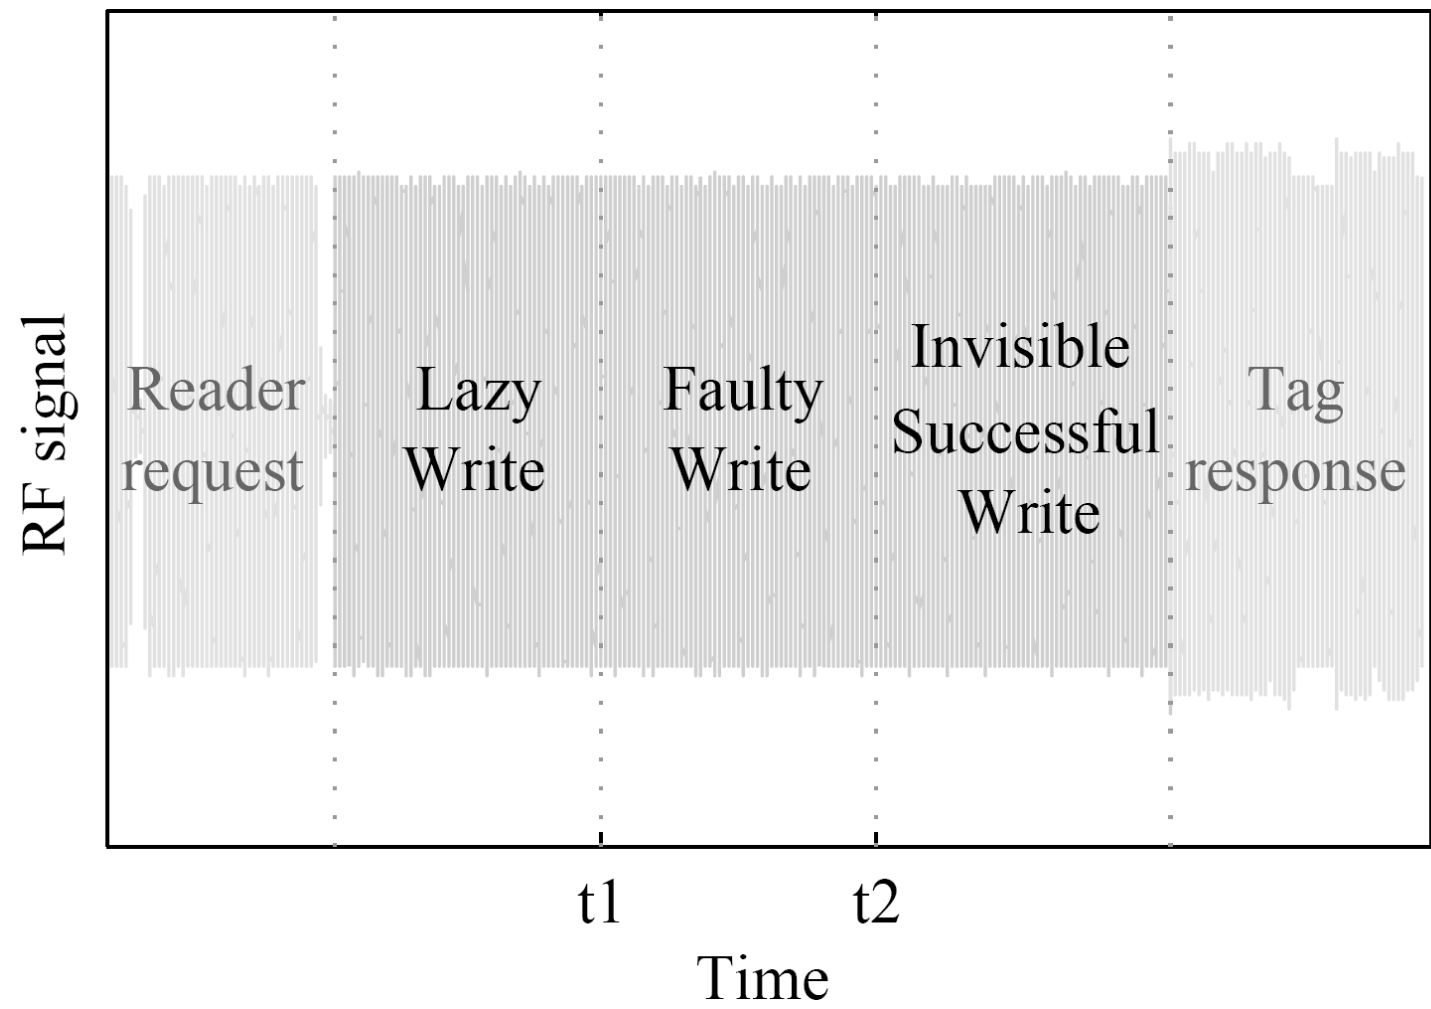 RF signal
Reader
request
Lazy
Write
Faulty
Write
Invisible
Successful
Write
Tag
response
t1
t2
Time